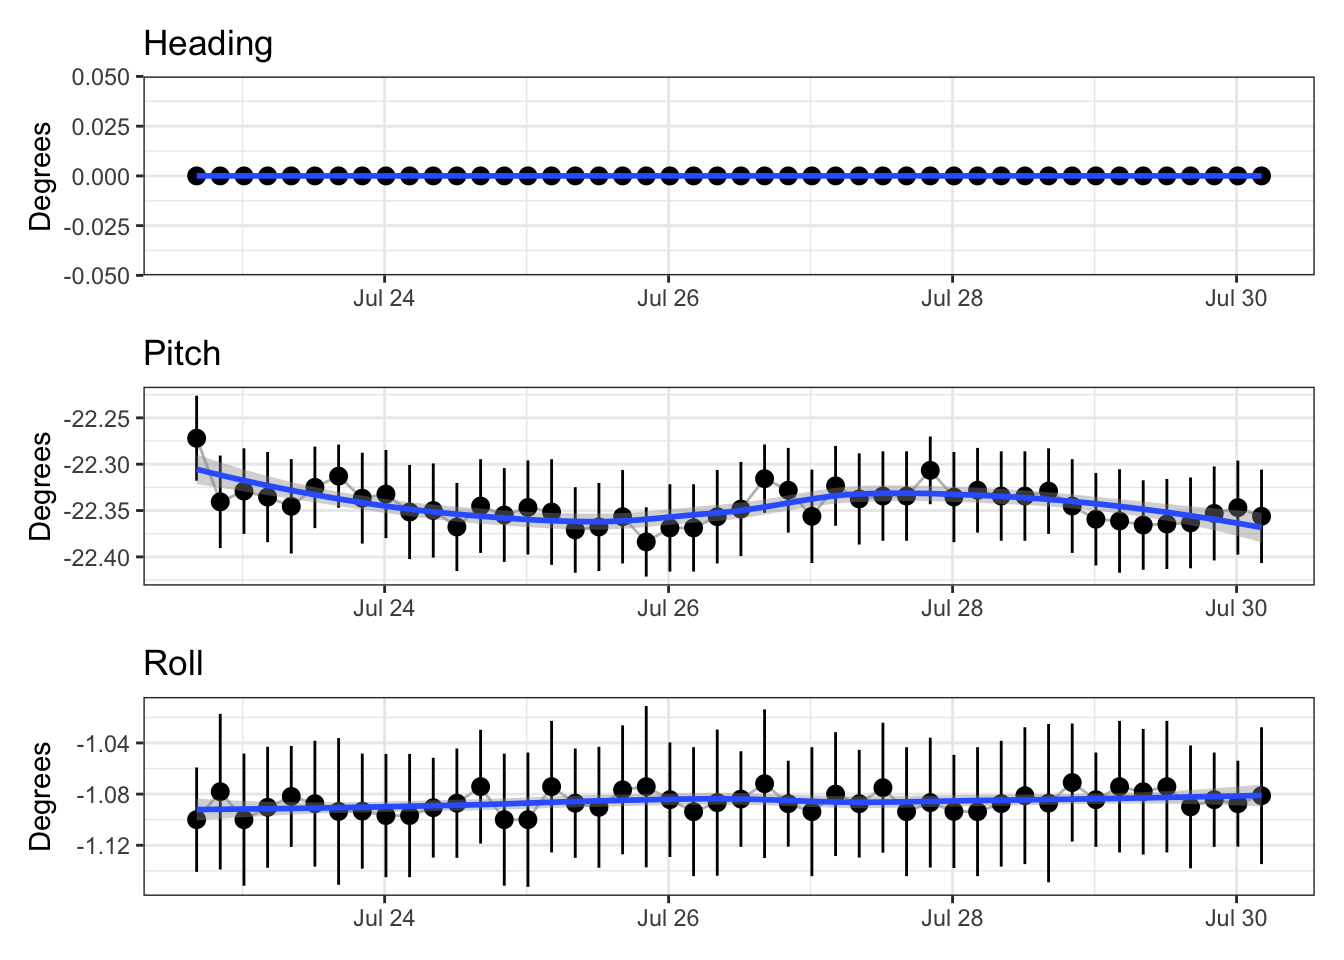 Heading
Degrees
0.050
0.025
0.000
-0.025
-0.050
Jul 24 Jul 26 Jul 28 Jul 30
Pitch
Degrees
-22.25
-22.30
-22.35
-22.40
Jul 24 Jul 26 Jul 28 Jul 30
Roll
Degrees
-1.04
-1.08
-1.12
Jul 24 Jul 26 Jul 28 Jul 30